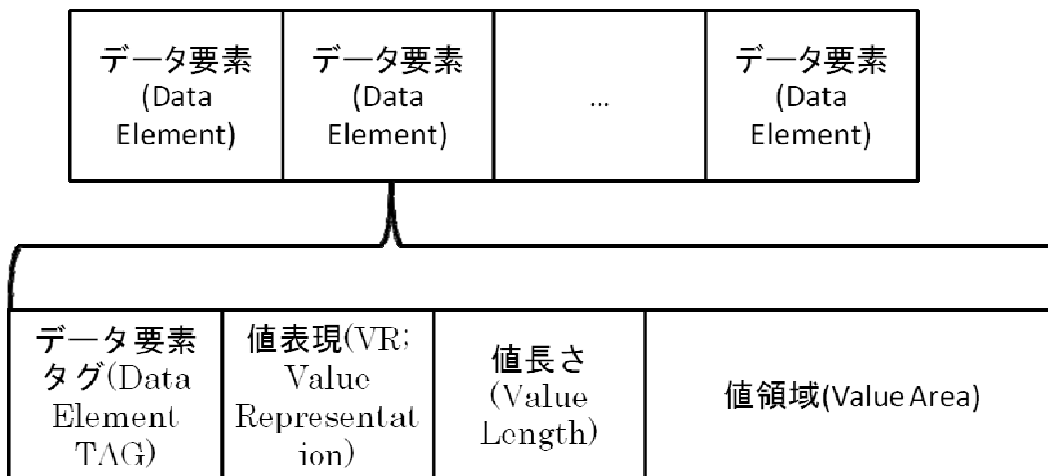 データ要素
(Data
Element)
データ要素
(Data
Element)
...
データ要素
(Data
Element)
データ要素
タグ(Data
Element
TAG)
値表現(VR;
Value
Representat
ion)
値長さ
(Value
Length)
値領域(Value Area)